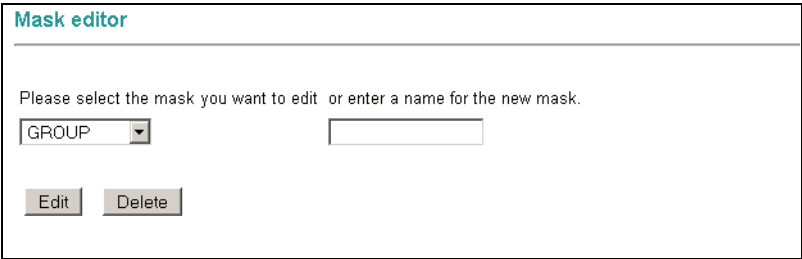 Mask editor
Please select the mask you want to edit or enter a name for the new mask.
GROUP
Edit Delete